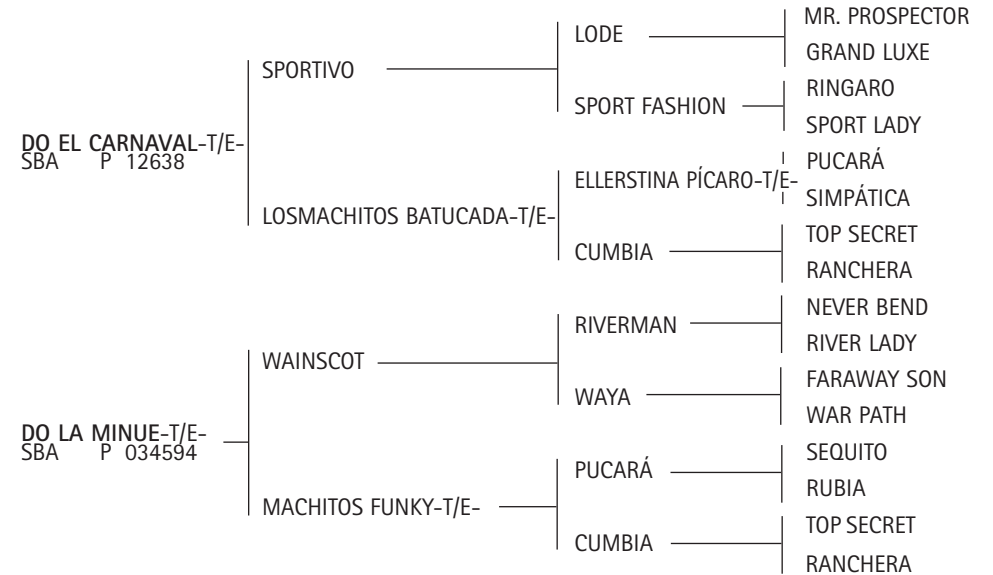 DO EL CARNAVAL-T/E-
SBA P 12638
SPORTIVO
LODE
MR. PROSPECTOR
GRAND LUXE
SPORT FASHION
RINGARO
SPORT LADY
LOSMACHITOS BATUCADA-T/E-
ELLERSTINA PÍCARO-T/E-
PUCARÁ
SIMPÁTICA
CUMBIA
TOP SECRET
RANCHERA
DO LA MINUE-T/E-
SBA P 034594
WAINSCOT
RIVERMAN
NEVER BEND
RIVER LADY
WAYA
FARAWAY SON
WAR PATH
MACHITOS FUNKY-T/E-
PUCARÁ
SEQUITO
RUBIA
CUMBIA
TOP SECRET
RANCHERA